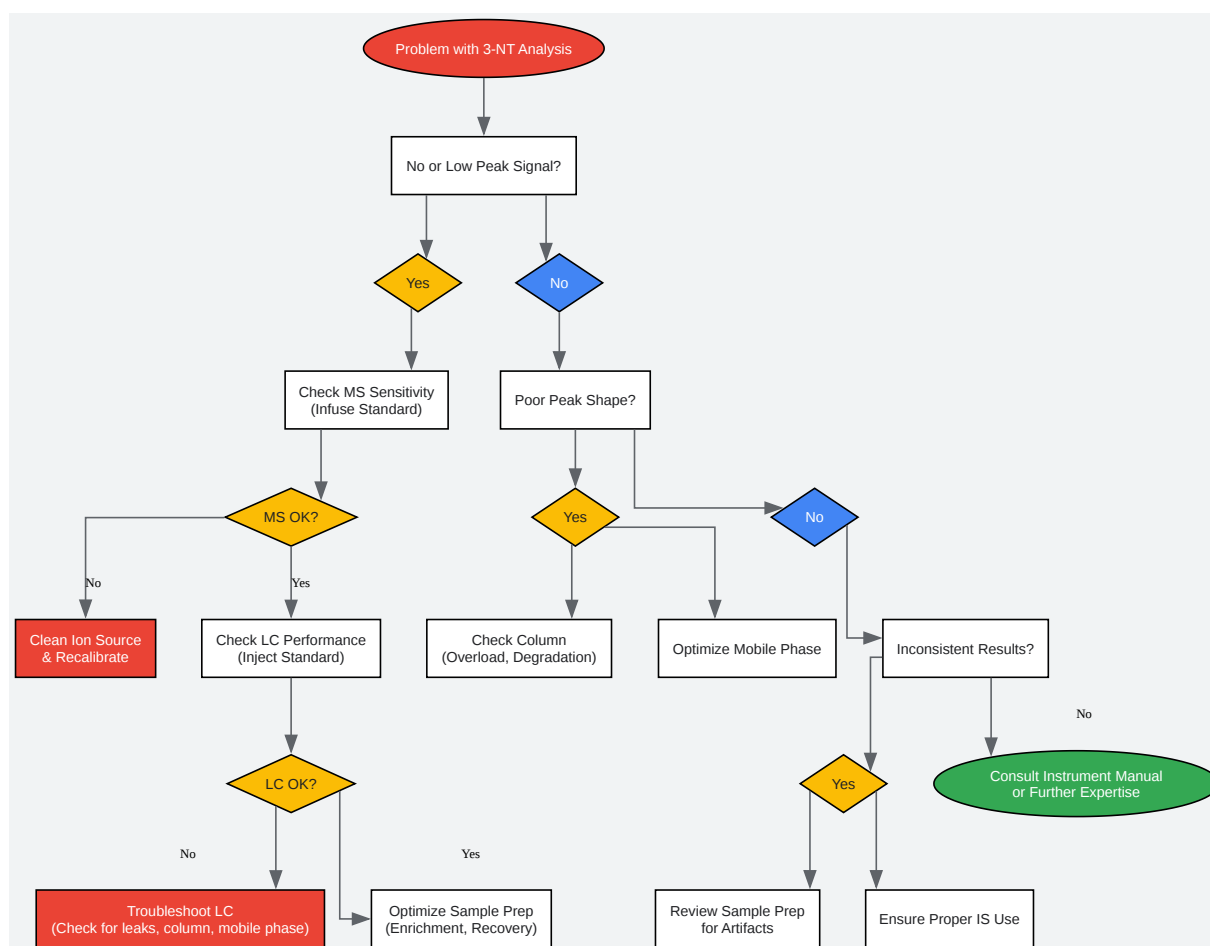 Problem with 3-NT Analysis
No or Low Peak Signal?
Yes
No
Check MS Sensitivity
(Infuse Standard)
Poor Peak Shape?
MS OK?
Yes
No
No
Yes
Clean Ion Source
& Recalibrate
Check LC Performance
(Inject Standard)
Check Column
(Overload, Degradation)
Optimize Mobile Phase
Inconsistent Results?
No
LC OK?
Yes
Consult Instrument Manual
or Further Expertise
No
Yes
Troubleshoot LC
(Check for leaks, column, mobile phase)
Optimize Sample Prep
(Enrichment, Recovery)
Review Sample Prep
for Artifacts
Ensure Proper IS Use